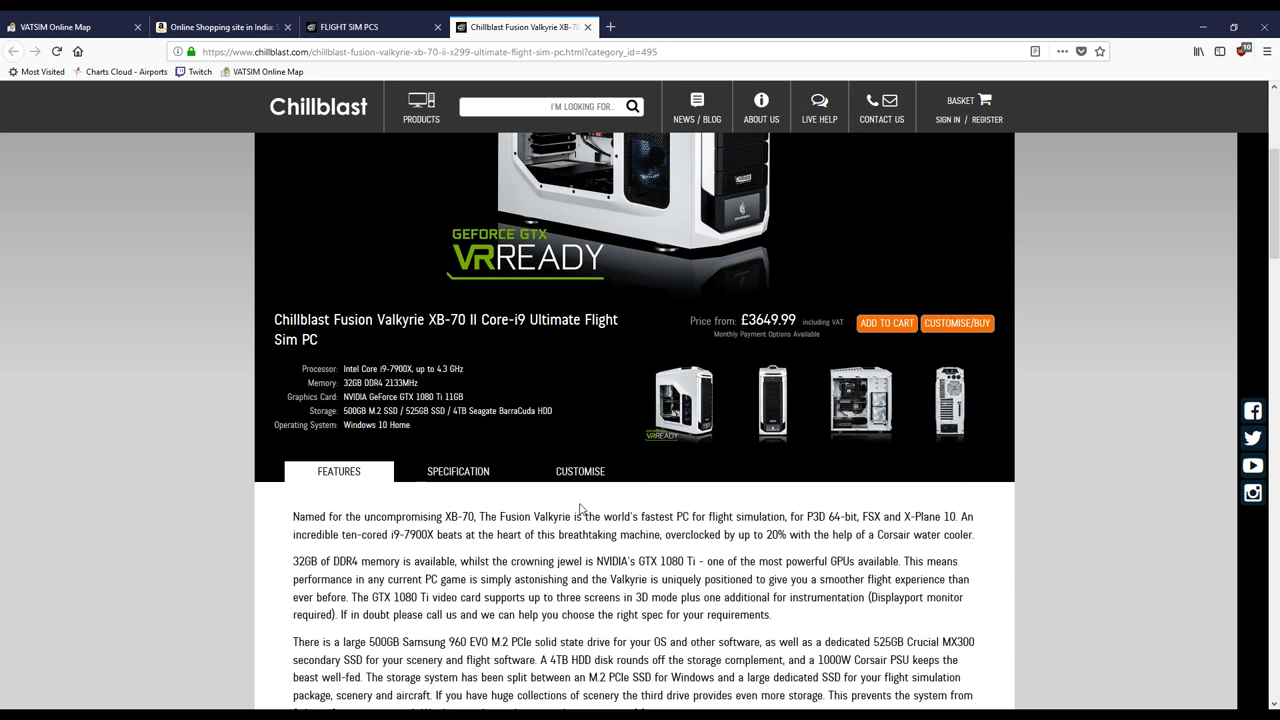 VATSIM Online Map
Online Shopping site in India:
FLIGHT SIM PCS
Chillblast Fusion Valkyrie XB-70
https://www.chillblast.com/chillblast-fusion-valkyrie-xb-70-ii-x299-ultimate-flight-sim-pc.html?category_id=495
10
Most Visited
Charts Cloud - Airports
Twitch
VATSIM Online Map
Chillblast
PRODUCTS
I'M LOOKING FOR...
NEWS / BLOG
ABOUT US
LIVE HELP
CONTACT US
BASKET
SIGN IN / REGISTER
GEFORCE GTX
VRREADY
Chillblast Fusion Valkyrie XB-70 II Core-i9 Ultimate Flight
Sim PC
Price from: £3649.99 including VAT
Monthly Payment Options Available
ADD TO CART
CUSTOMISE/BUY
Processor: Intel Core i9-7900X, up to 4.3 GHz
Memory: 32GB DDR4 2133MHz
Graphics Card: NVIDIA GeForce GTX 1080 Ti 11GB
Storage: 500GB M.2 SSD / 525GB SSD / 4TB Seagate BarraCuda HDD
Operating System: Windows 10 Home
VRREADY
FEATURES
SPECIFICATION
CUSTOMISE
Named for the uncompromising XB-70, The Fusion Valkyrie is the world's fastest PC for flight simulation, for P3D 64-bit, FSX and X-Plane 10. An
incredible ten-cored i9-7900X beats at the heart of this breathtaking machine, overclocked by up to 20% with the help of a Corsair water cooler.
32GB of DDR4 memory is available, whilst the crowning jewel is NVIDIA's GTX 1080 Ti - one of the most powerful GPUs available. This means
performance in any current PC game is simply astonishing and the Valkyrie is uniquely positioned to give you a smoother flight experience than
ever before. The GTX 1080 Ti video card supports up to three screens in 3D mode plus one additional for instrumentation (Displayport monitor
required). If in doubt please call us and we can help you choose the right spec for your requirements.
There is a large 500GB Samsung 960 EVO M.2 PCIe solid state drive for your OS and other software, as well as a dedicated 525GB Crucial MX300
secondary SSD for your scenery and flight software. A 4TB HDD disk rounds off the storage complement, and a 1000W Corsair PSU keeps the
beast well-fed. The storage system has been split between an M.2 PCIe SSD for Windows and a large dedicated SSD for your flight simulation
package, scenery and aircraft. If you have huge collections of scenery the third drive provides even more storage. This prevents the system from